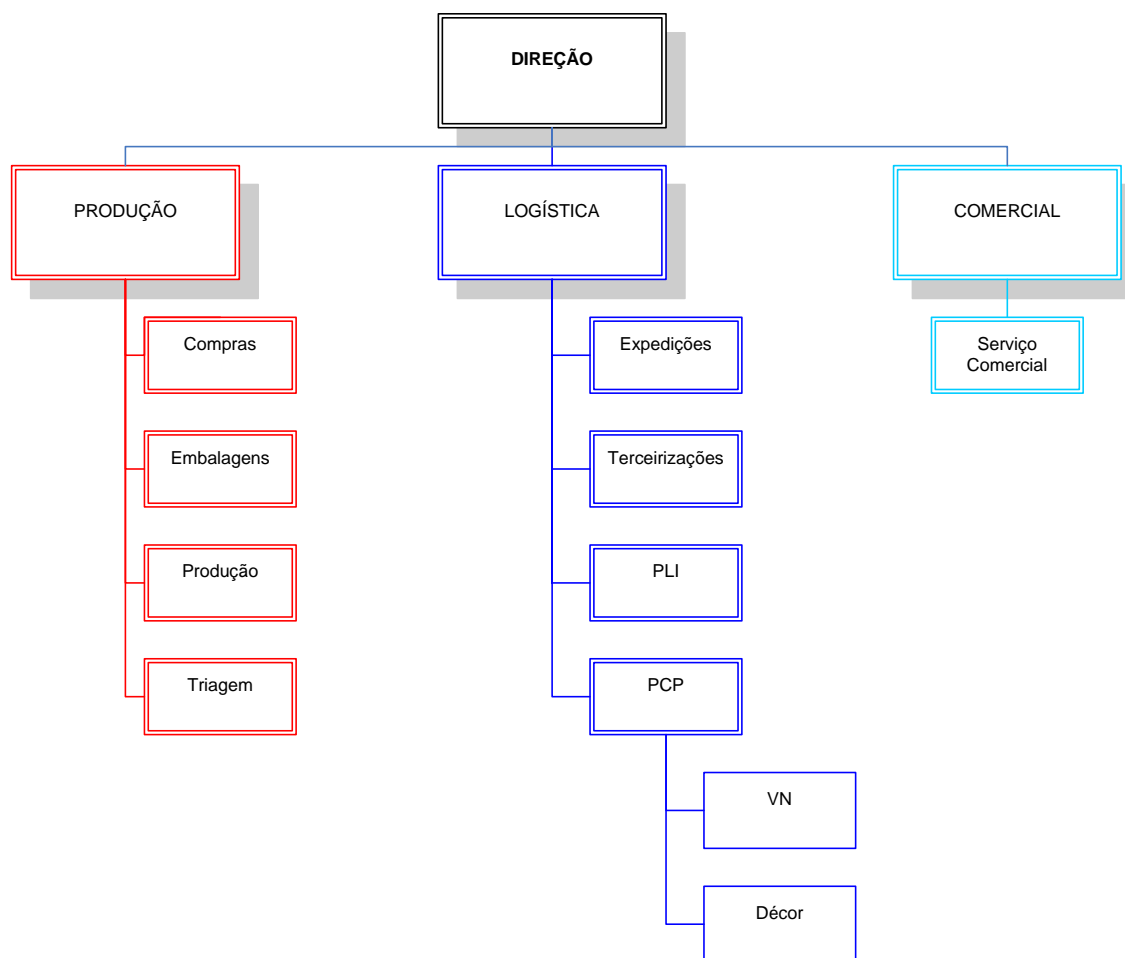 DIREÇÃO
PRODUÇÃO
LOGÍSTICA
COMERCIAL
Compras
Expedições
Serviço
Comercial
Embalagens
Terceirizações
Produção
PLI
Triagem
PCP
VN
Décor